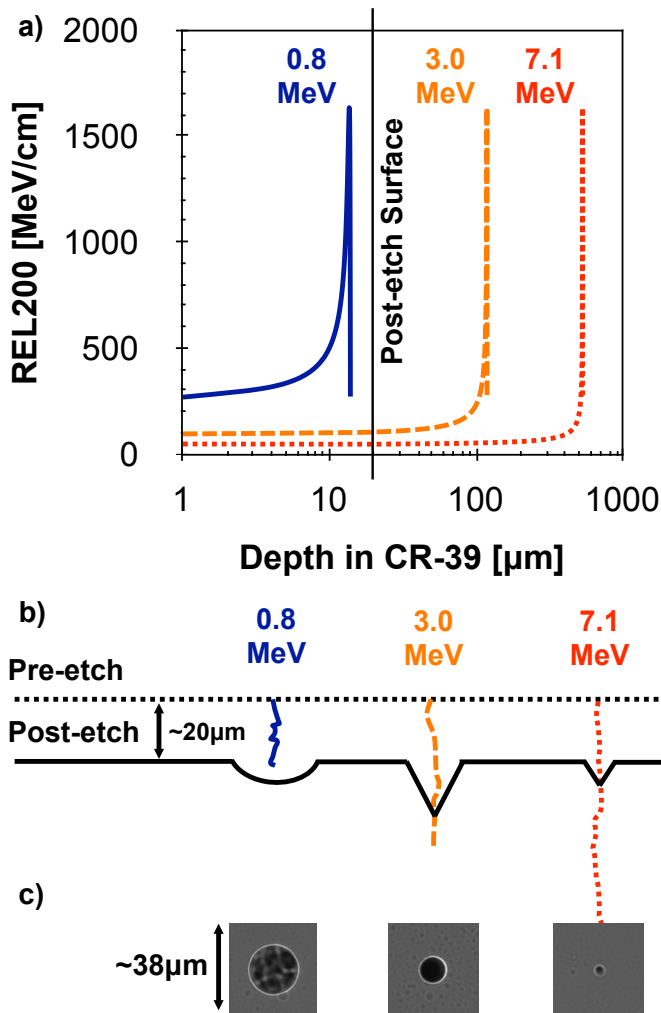 a)
2000
1500
1000
500
0
REL200 [MeV/cm]
0.8
MeV
Post-etch Surface
3.0
MeV
7.1
MeV
1
10
100
1000
Depth in CR-39 [µm]
b)
0.8
MeV
3.0
MeV
7.1
MeV
Pre-etch
Post-etch
~20µm
c)
~38µm